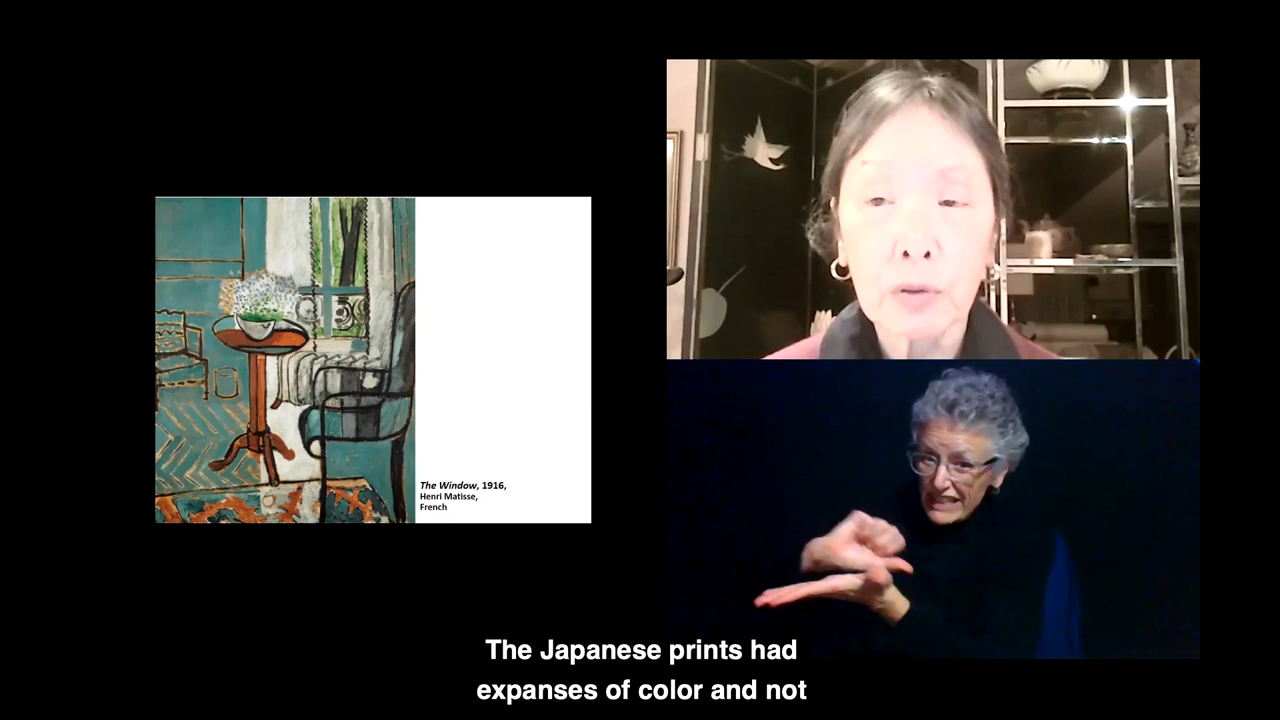 The Window, 1916,
Henri Matisse,
French
The Japanese prints had
expanses of color and not